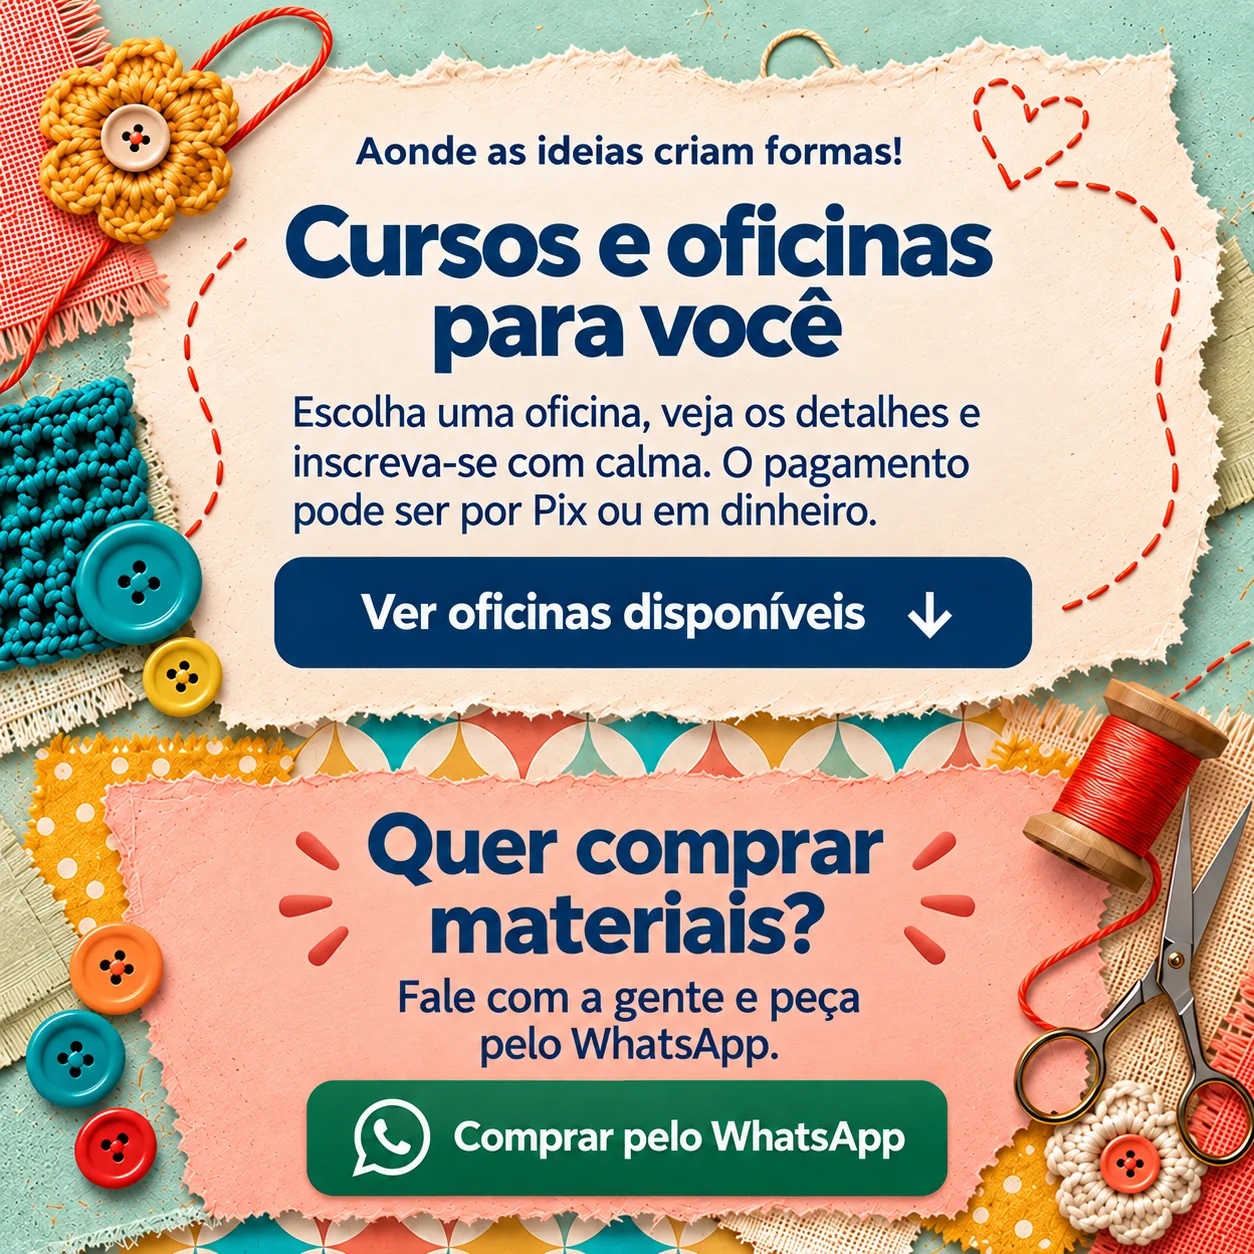 Aonde as ideias criam formas!
Cursos e oficinas
para você
Escolha uma oficina, veja os detalhes e
inscreva-se com calma. O pagamento
pode ser por Pix ou em dinheiro.
Ver oficinas disponíveis ↓
Quer comprar
materiais?
Fale com a gente e peça
pelo WhatsApp.
Comprar pelo WhatsApp